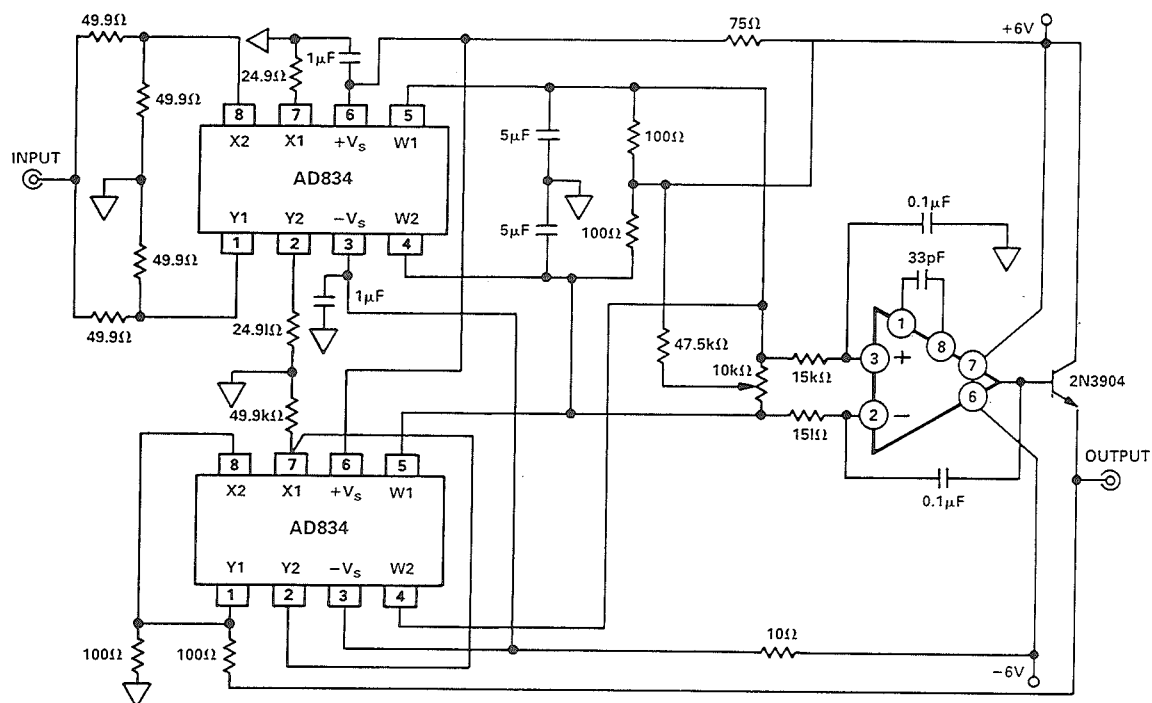 49.9Ω
75Ω
+6V
1μF
24.9Ω
49.9Ω
8 7 6 5
X2 X1 +Vs W1
5μF
100Ω
INPUT
AD834
0.1μF
Y1 Y2 -Vs W2
5μF
100Ω
1 2 3 4
33pF
49.9Ω
1μF
1
49.9Ω
24.9IΩ
47.5kΩ
8
10kΩ
15kΩ
3 +
7
2N3904
49.9kΩ
2 −
6
15IΩ
OUTPUT
8 7 6 5
X2 X1 +Vs W1
0.1μF
AD834
Y1 Y2 −Vs W2
1 2 3 4
10Ω
100Ω
100Ω
−6V